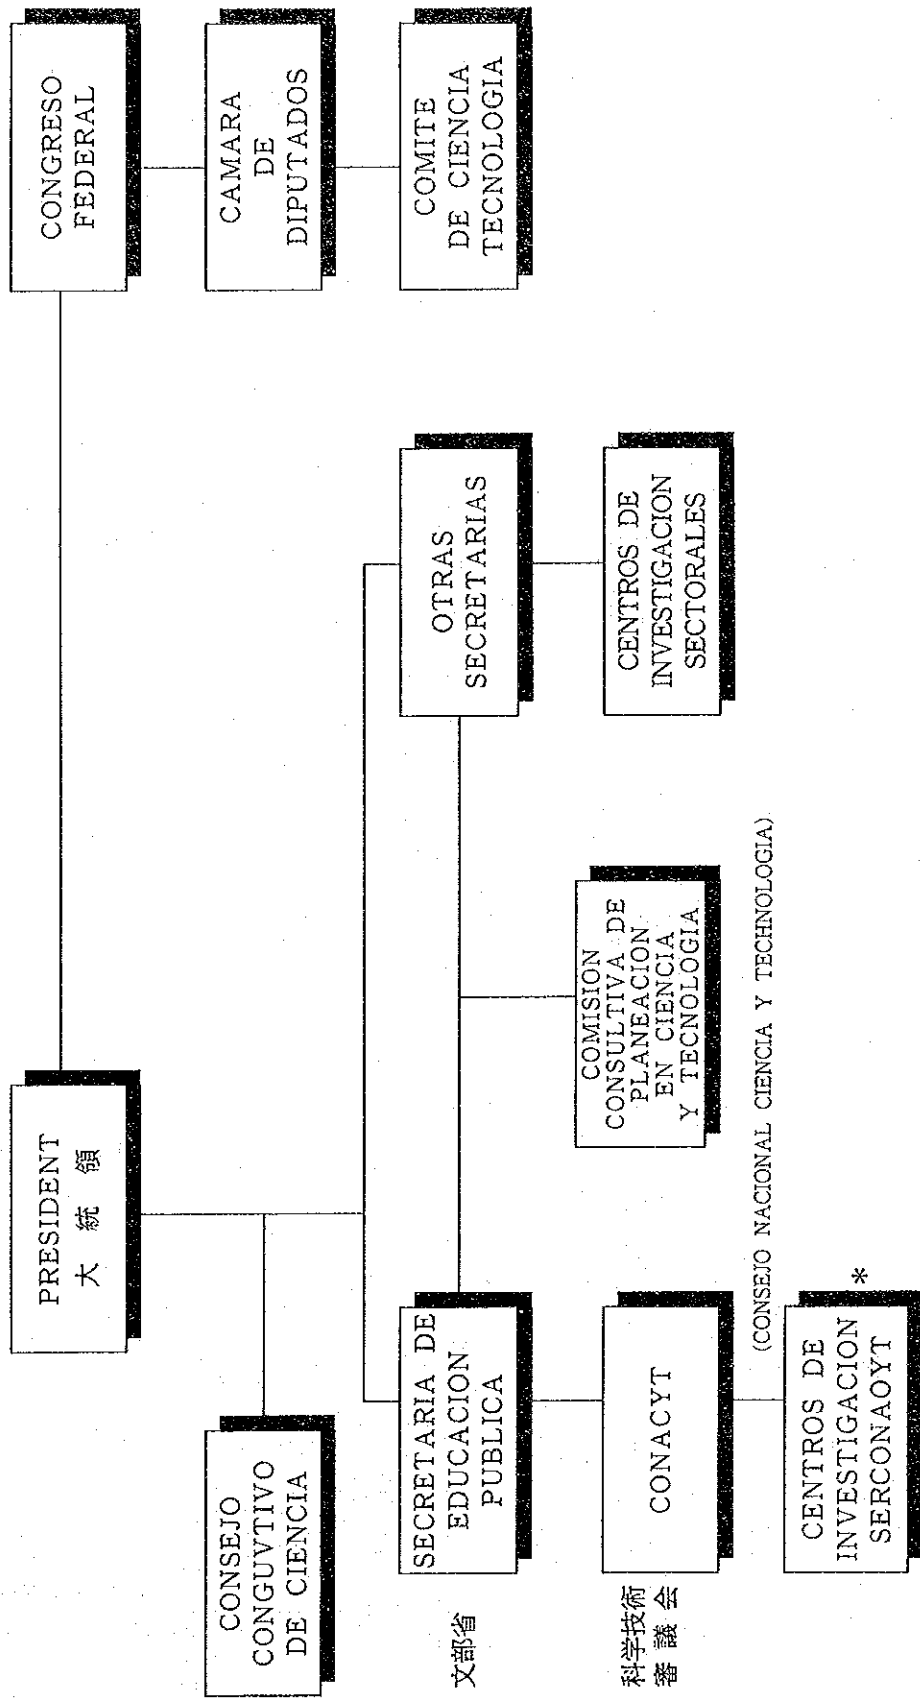 PRESIDENT
大統領
CONGRESO
FEDERAL
CONSEJO
CONGUVTIVO
DE CIENCIA
CAMARA
DE
DIPUTADOS
文部省
SECRETARIA DE
EDUCACION
PUBLICA
OTRAS
SECRETARIAS
COMITE
DE CIENCIA
TECNOLOGIA
科学技術
審議会
CONACYT
COMISION
CONSULTIVA DE
PLANEACION
EN CIENCIA
Y TECNOLOGIA
CENTROS DE
INVESTIGACION
SECTORALES
(CONSEJO NACIONAL CIENCIA Y TECHNOLOGIA)
CENTROS DE
INVESTIGACION
SERCONAOYT
*